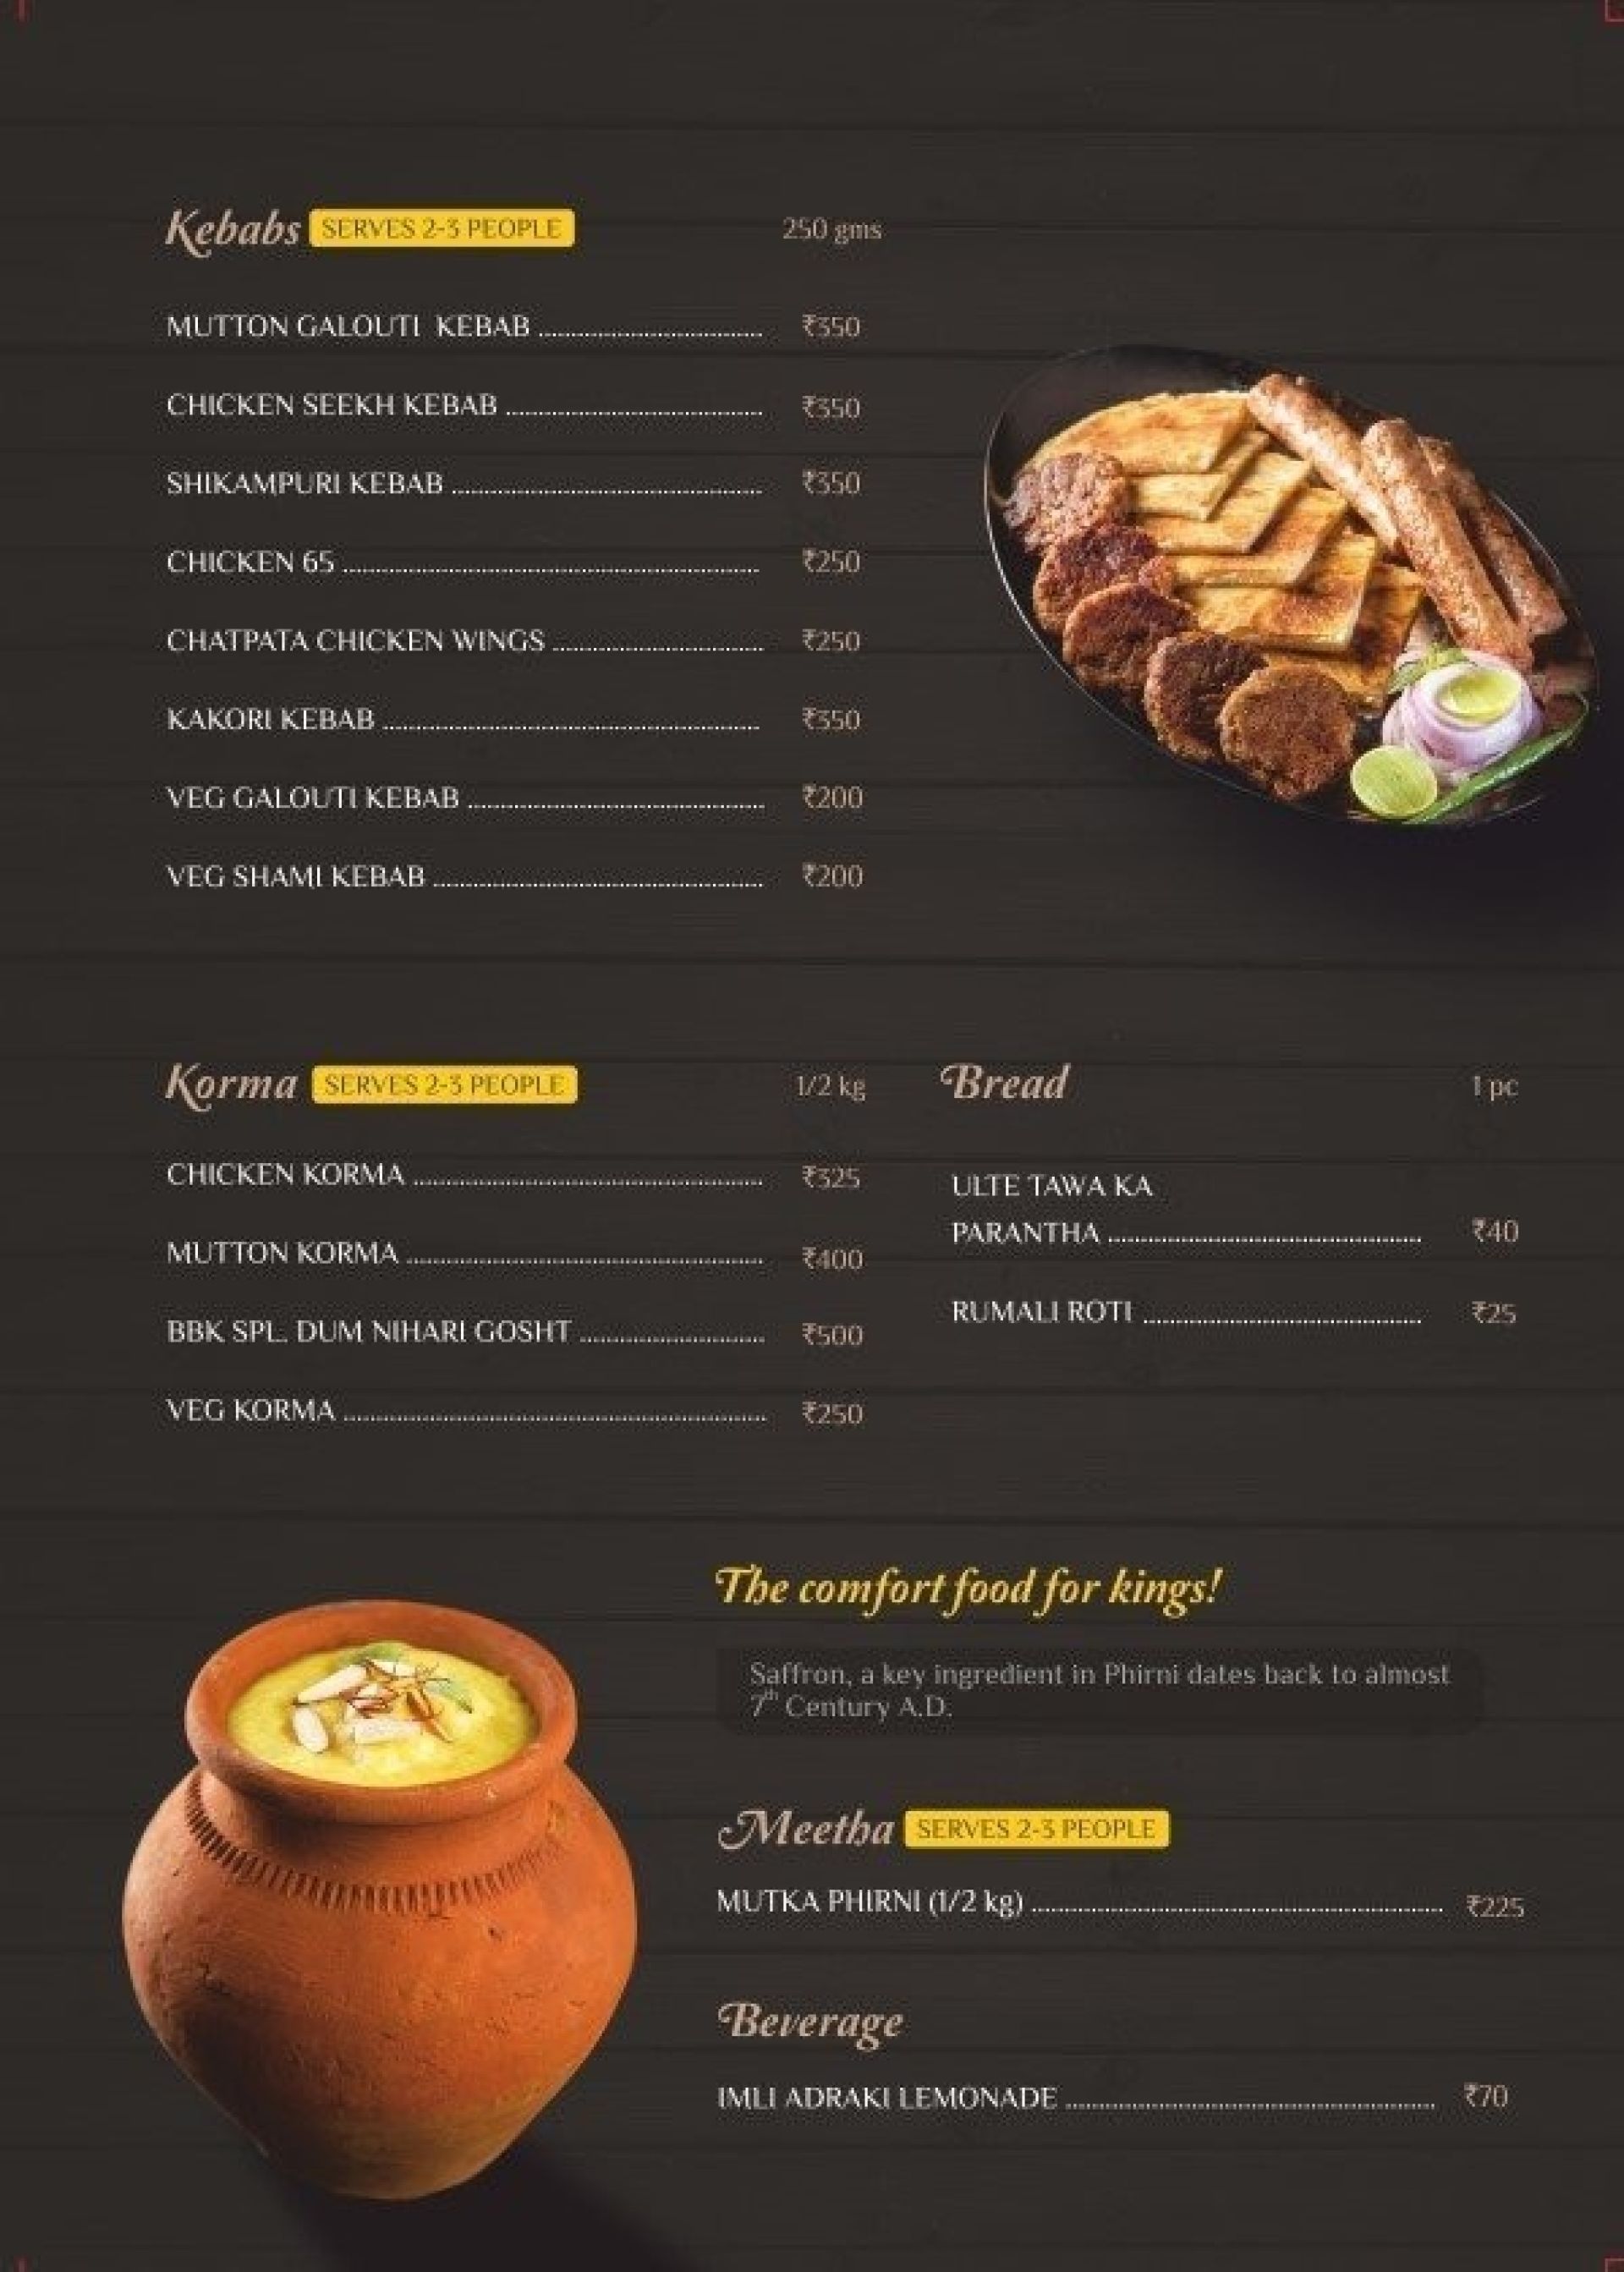 Kebabs SERVES 2-3 PEOPLE 250 gms
MUTTON GALOUTI KEBAB ₹350
CHICKEN SEEKH KEBAB ₹350
SHIKAMPURI KEBAB ₹350
CHICKEN 65 ₹250
CHATPATA CHICKEN WINGS ₹250
KAKORI KEBAB ₹350
VEG GALOUTI KEBAB ₹200
VEG SHAMI KEBAB ₹200
Korma SERVES 2-3 PEOPLE 1/2 kg
CHICKEN KORMA ₹325
MUTTON KORMA ₹400
BBK SPL. DUM NIHARI GOSHT ₹500
VEG KORMA ₹250
Bread 1 pc
ULTE TAWA KA
PARANTHA ₹40
RUMALI ROTI ₹25
The comfort food for kings!
Saffron, a key ingredient in Phirni dates back to almost
7th Century A.D.
Meetha SERVES 2-3 PEOPLE
MUTKA PHIRNI (1/2 kg) ₹225
Beverage
IMLI ADRAKI LEMONADE ₹70